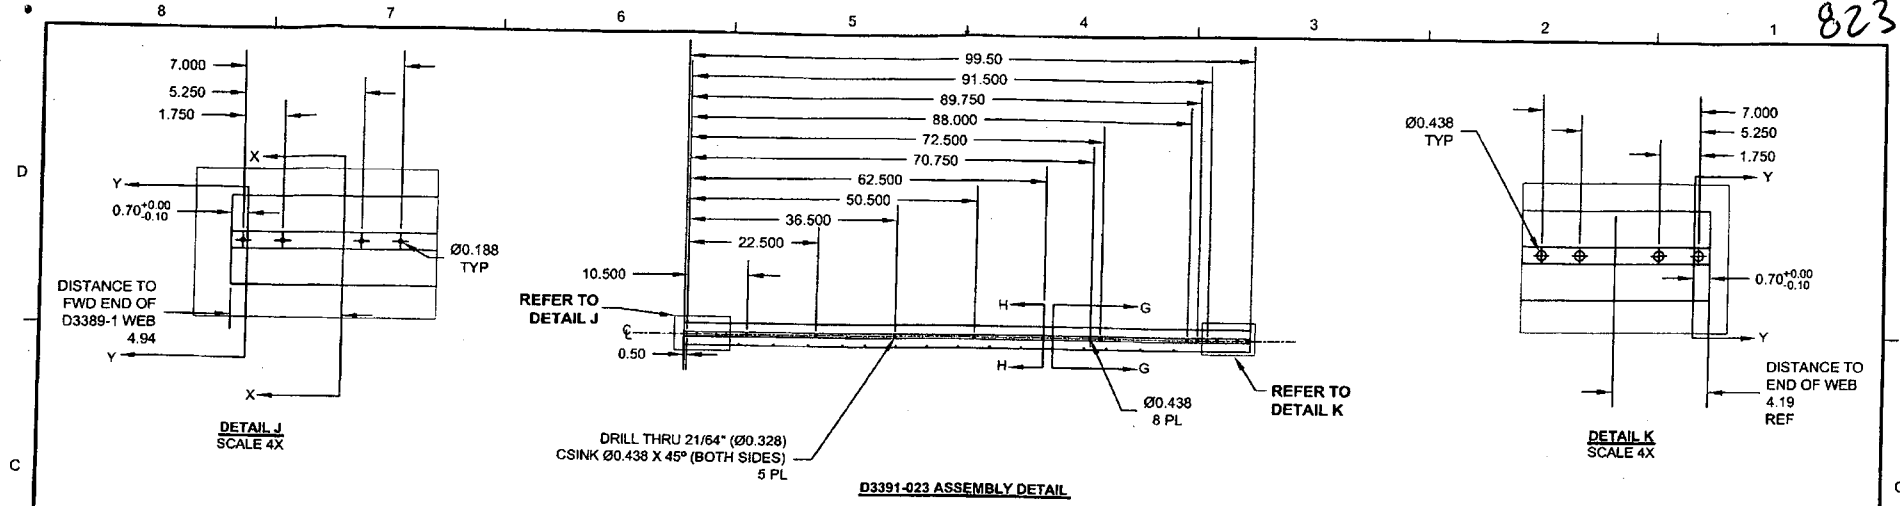 8 7 6 5 4 3 2 1
823
D
C
7.000
5.250
1.750
X
Y
0.70+0.00
-0.10
Ø0.188
TYP
DISTANCE TO
FWD END OF
D3389-1 WEB
4.94
Y
X
DETAIL J
SCALE 4X
99.50
91.500
89.750
88.000
72.500
70.750
62.500
50.500
36.500
22.500
10.500
REFER TO
DETAIL J
H G
℄
0.50
H G
REFER TO
DETAIL K
Ø0.438
8 PL
DRILL THRU 21/64" (Ø0.328)
CSINK Ø0.438 X 45º (BOTH SIDES)
5 PL
D3391-023 ASSEMBLY DETAIL
Ø0.438
TYP
7.000
5.250
1.750
Y
0.70+0.00
-0.10
Y
DISTANCE TO
END OF WEB
4.19
REF
DETAIL K
SCALE 4X